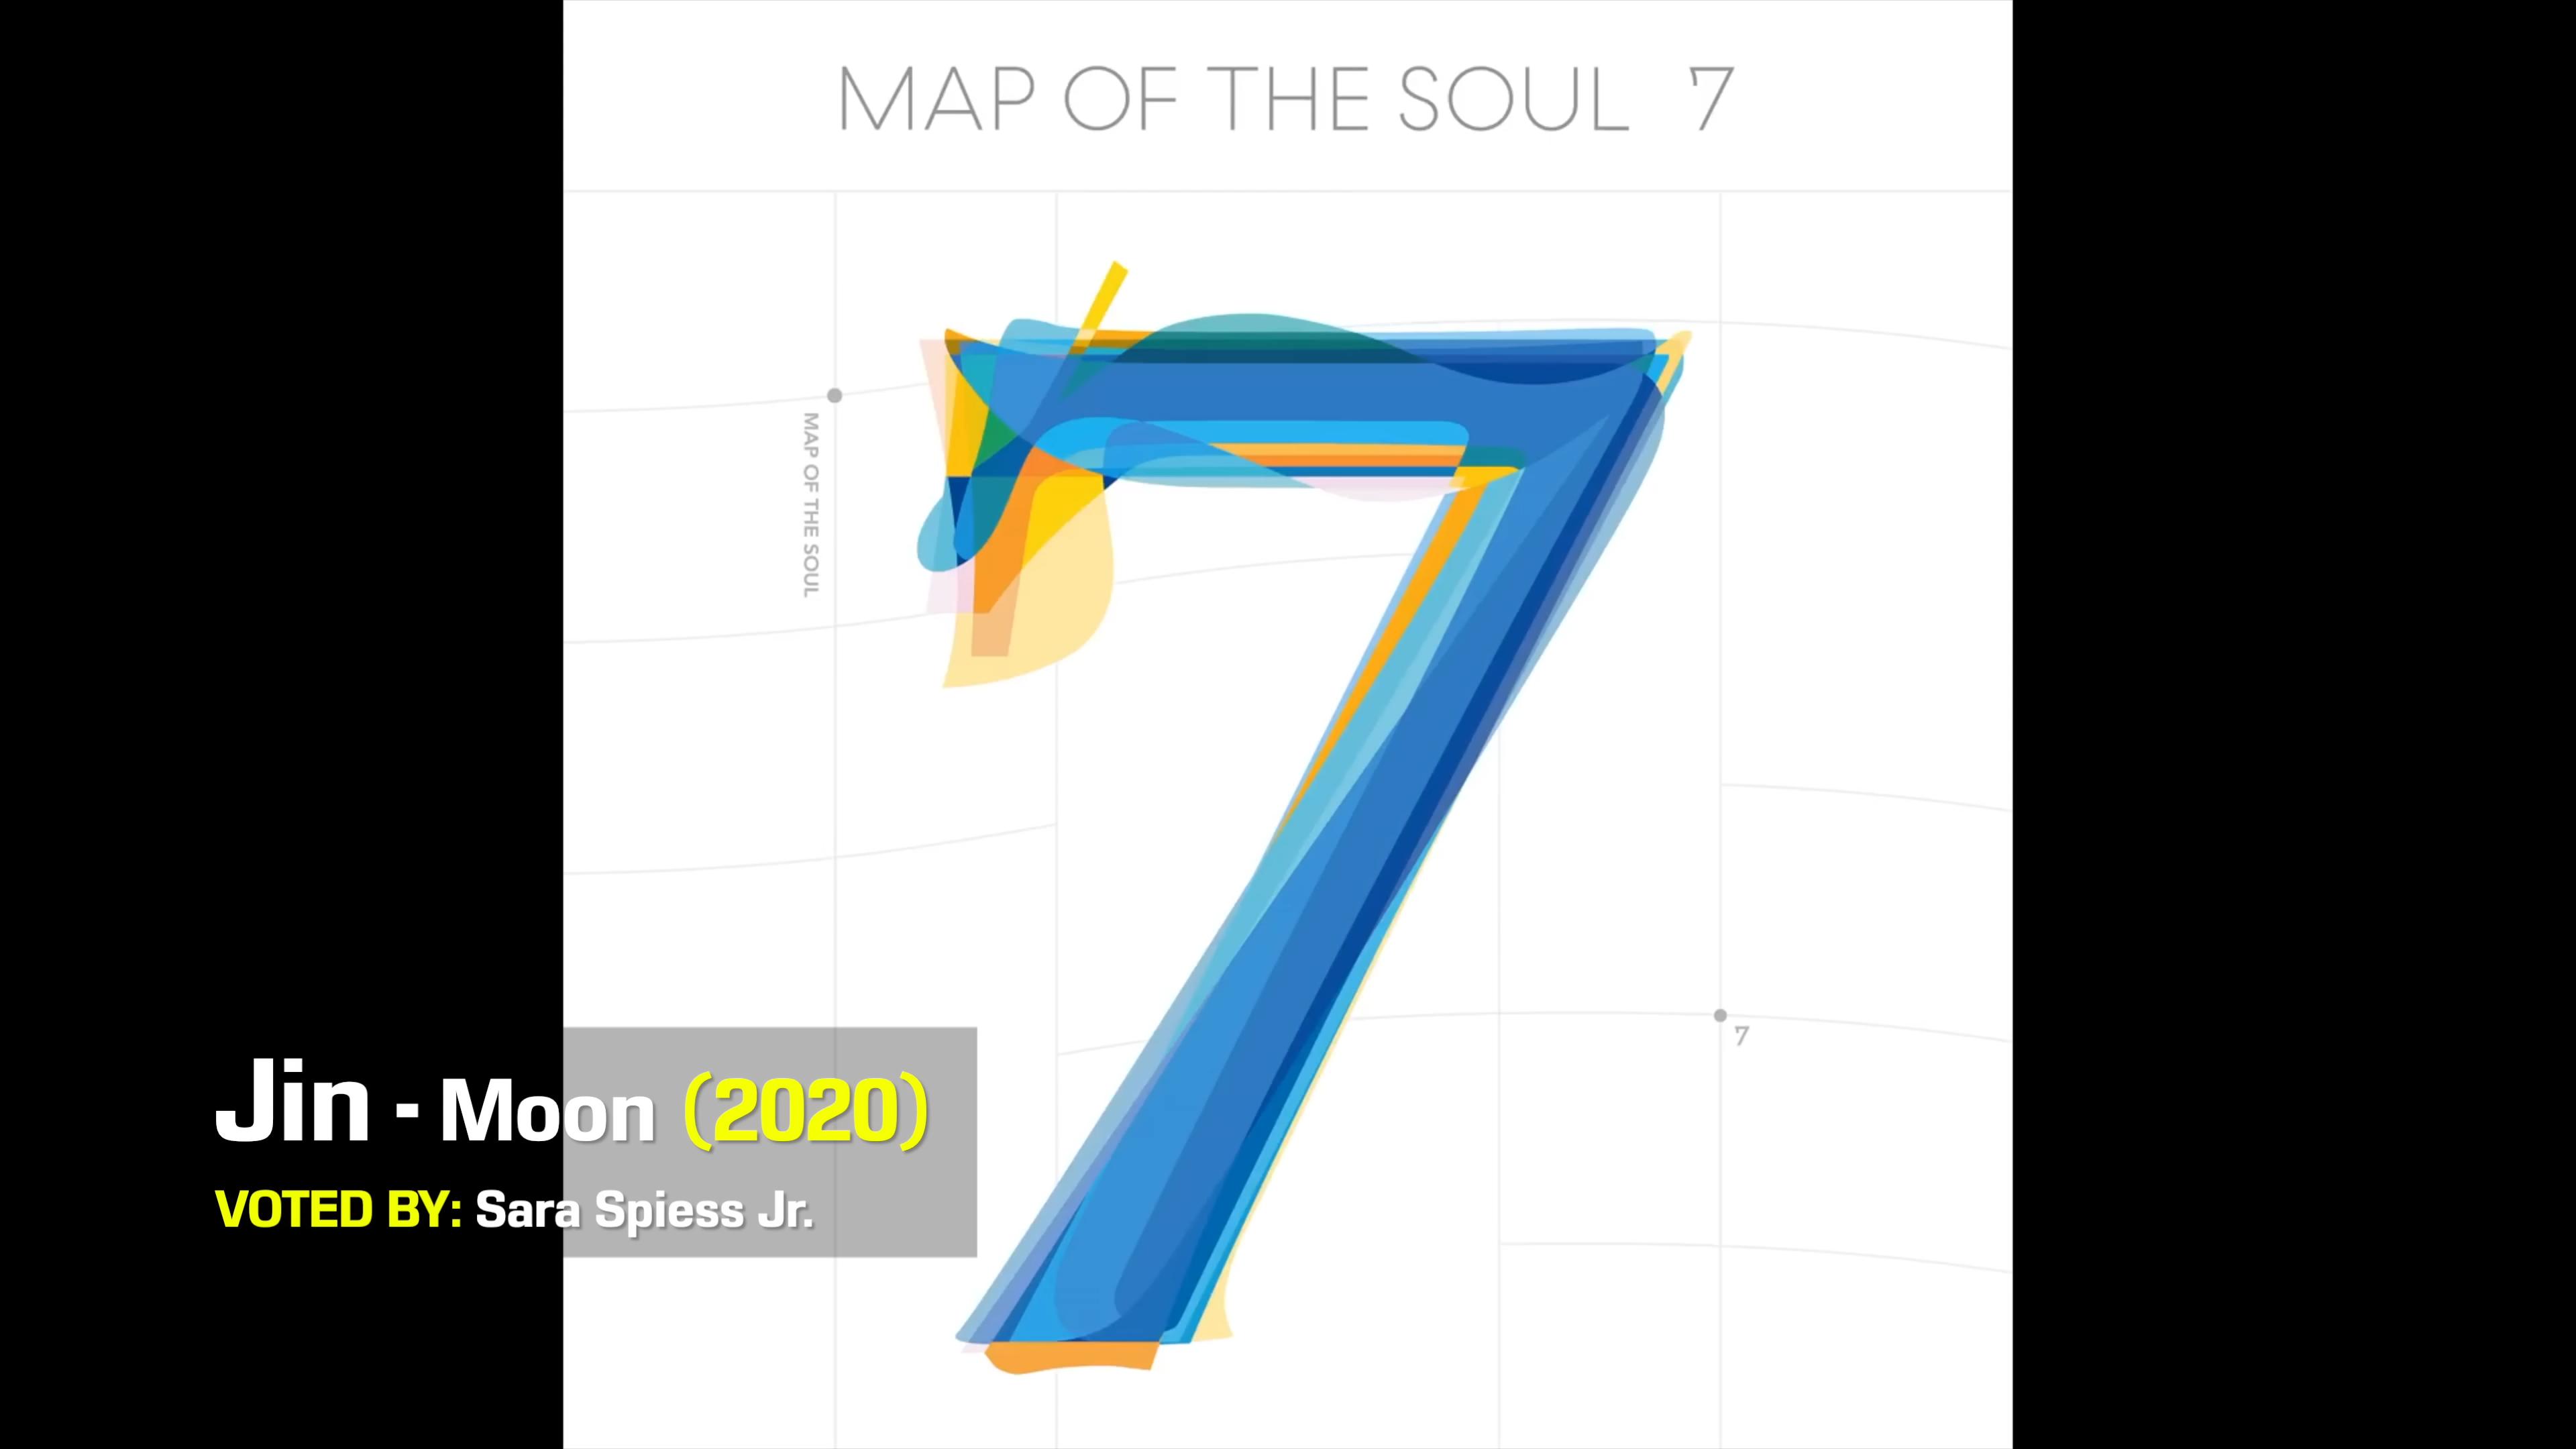 MAP OF THE SOUL 7
MAP OF THE SOUL
7
Jin - Moon (2020)
VOTED BY: Sara Spiess Jr.